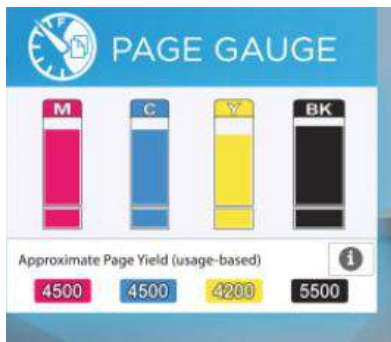 PAGE GAUGE
M C Y BK
Approximate Page Yield (usage-based) i
4500 4500 4200 5500